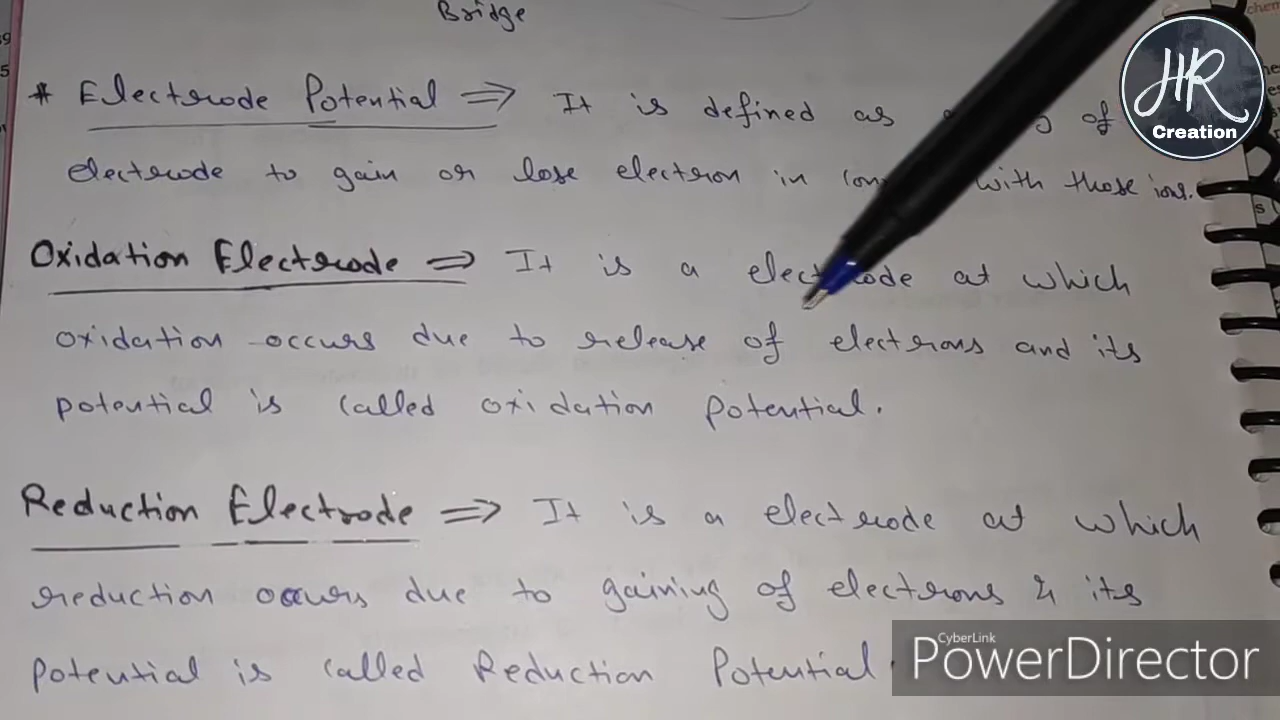 Bridge
* Electrode Potential ⇒ It is defined as of
electrode to gain or lose electron in with those ions.
Oxidation Electrode ⇒ It is a electrode at which
oxidation occurs due to release of electrons and its
potential is called oxidation potential.
Reduction Electrode ⇒ It is a electrode at which
reduction occurs due to gaining of electrons & its
potential is called Reduction Potential.
HR
Creation
CyberLink
PowerDirector